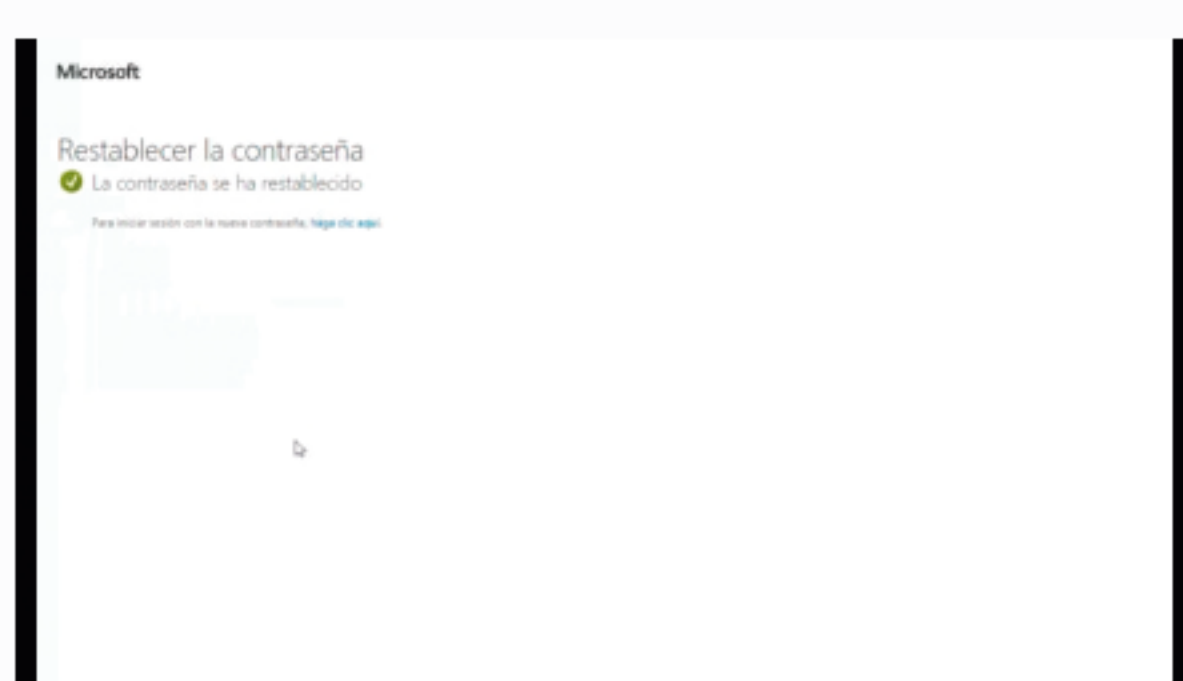 Microsoft
Restablecer la contraseña
La contraseña se ha restablecido
Para iniciar sesión con la nueva contraseña, haga clic aquí.